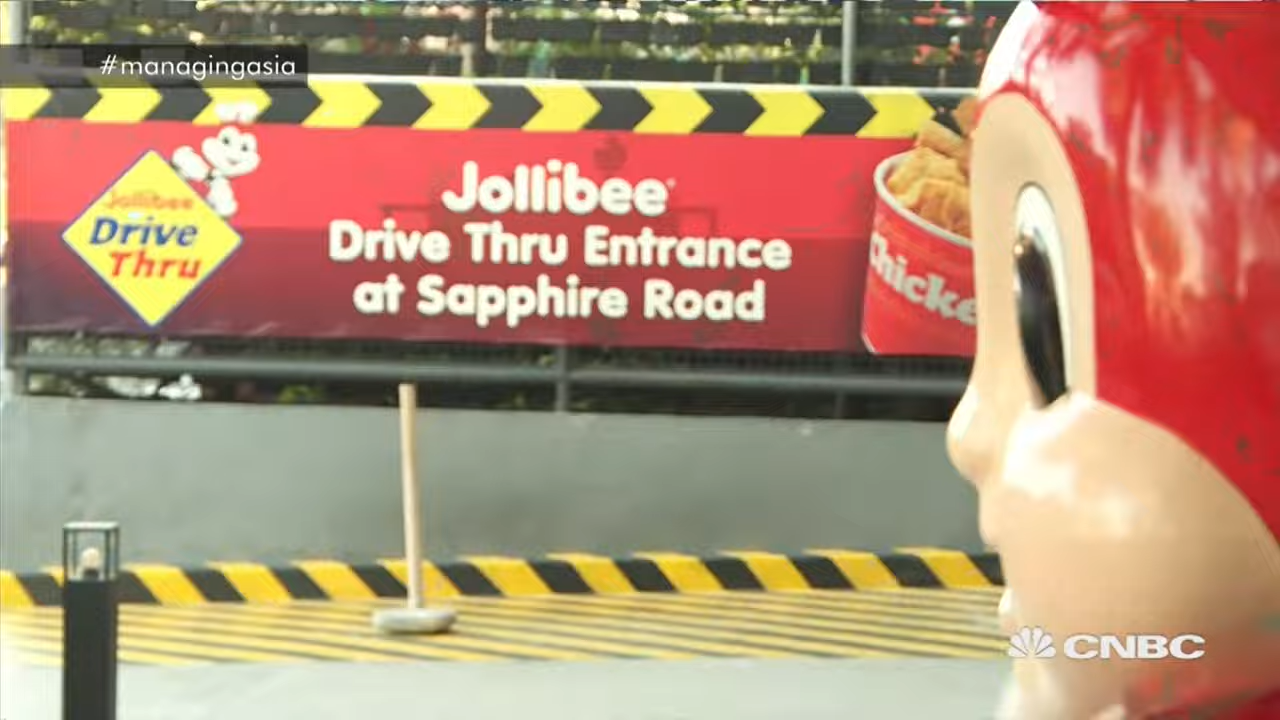 #managingasia
Jollibee
Drive
Thru
Jollibee
Drive Thru Entrance
at Sapphire Road
Chicke
CNBC